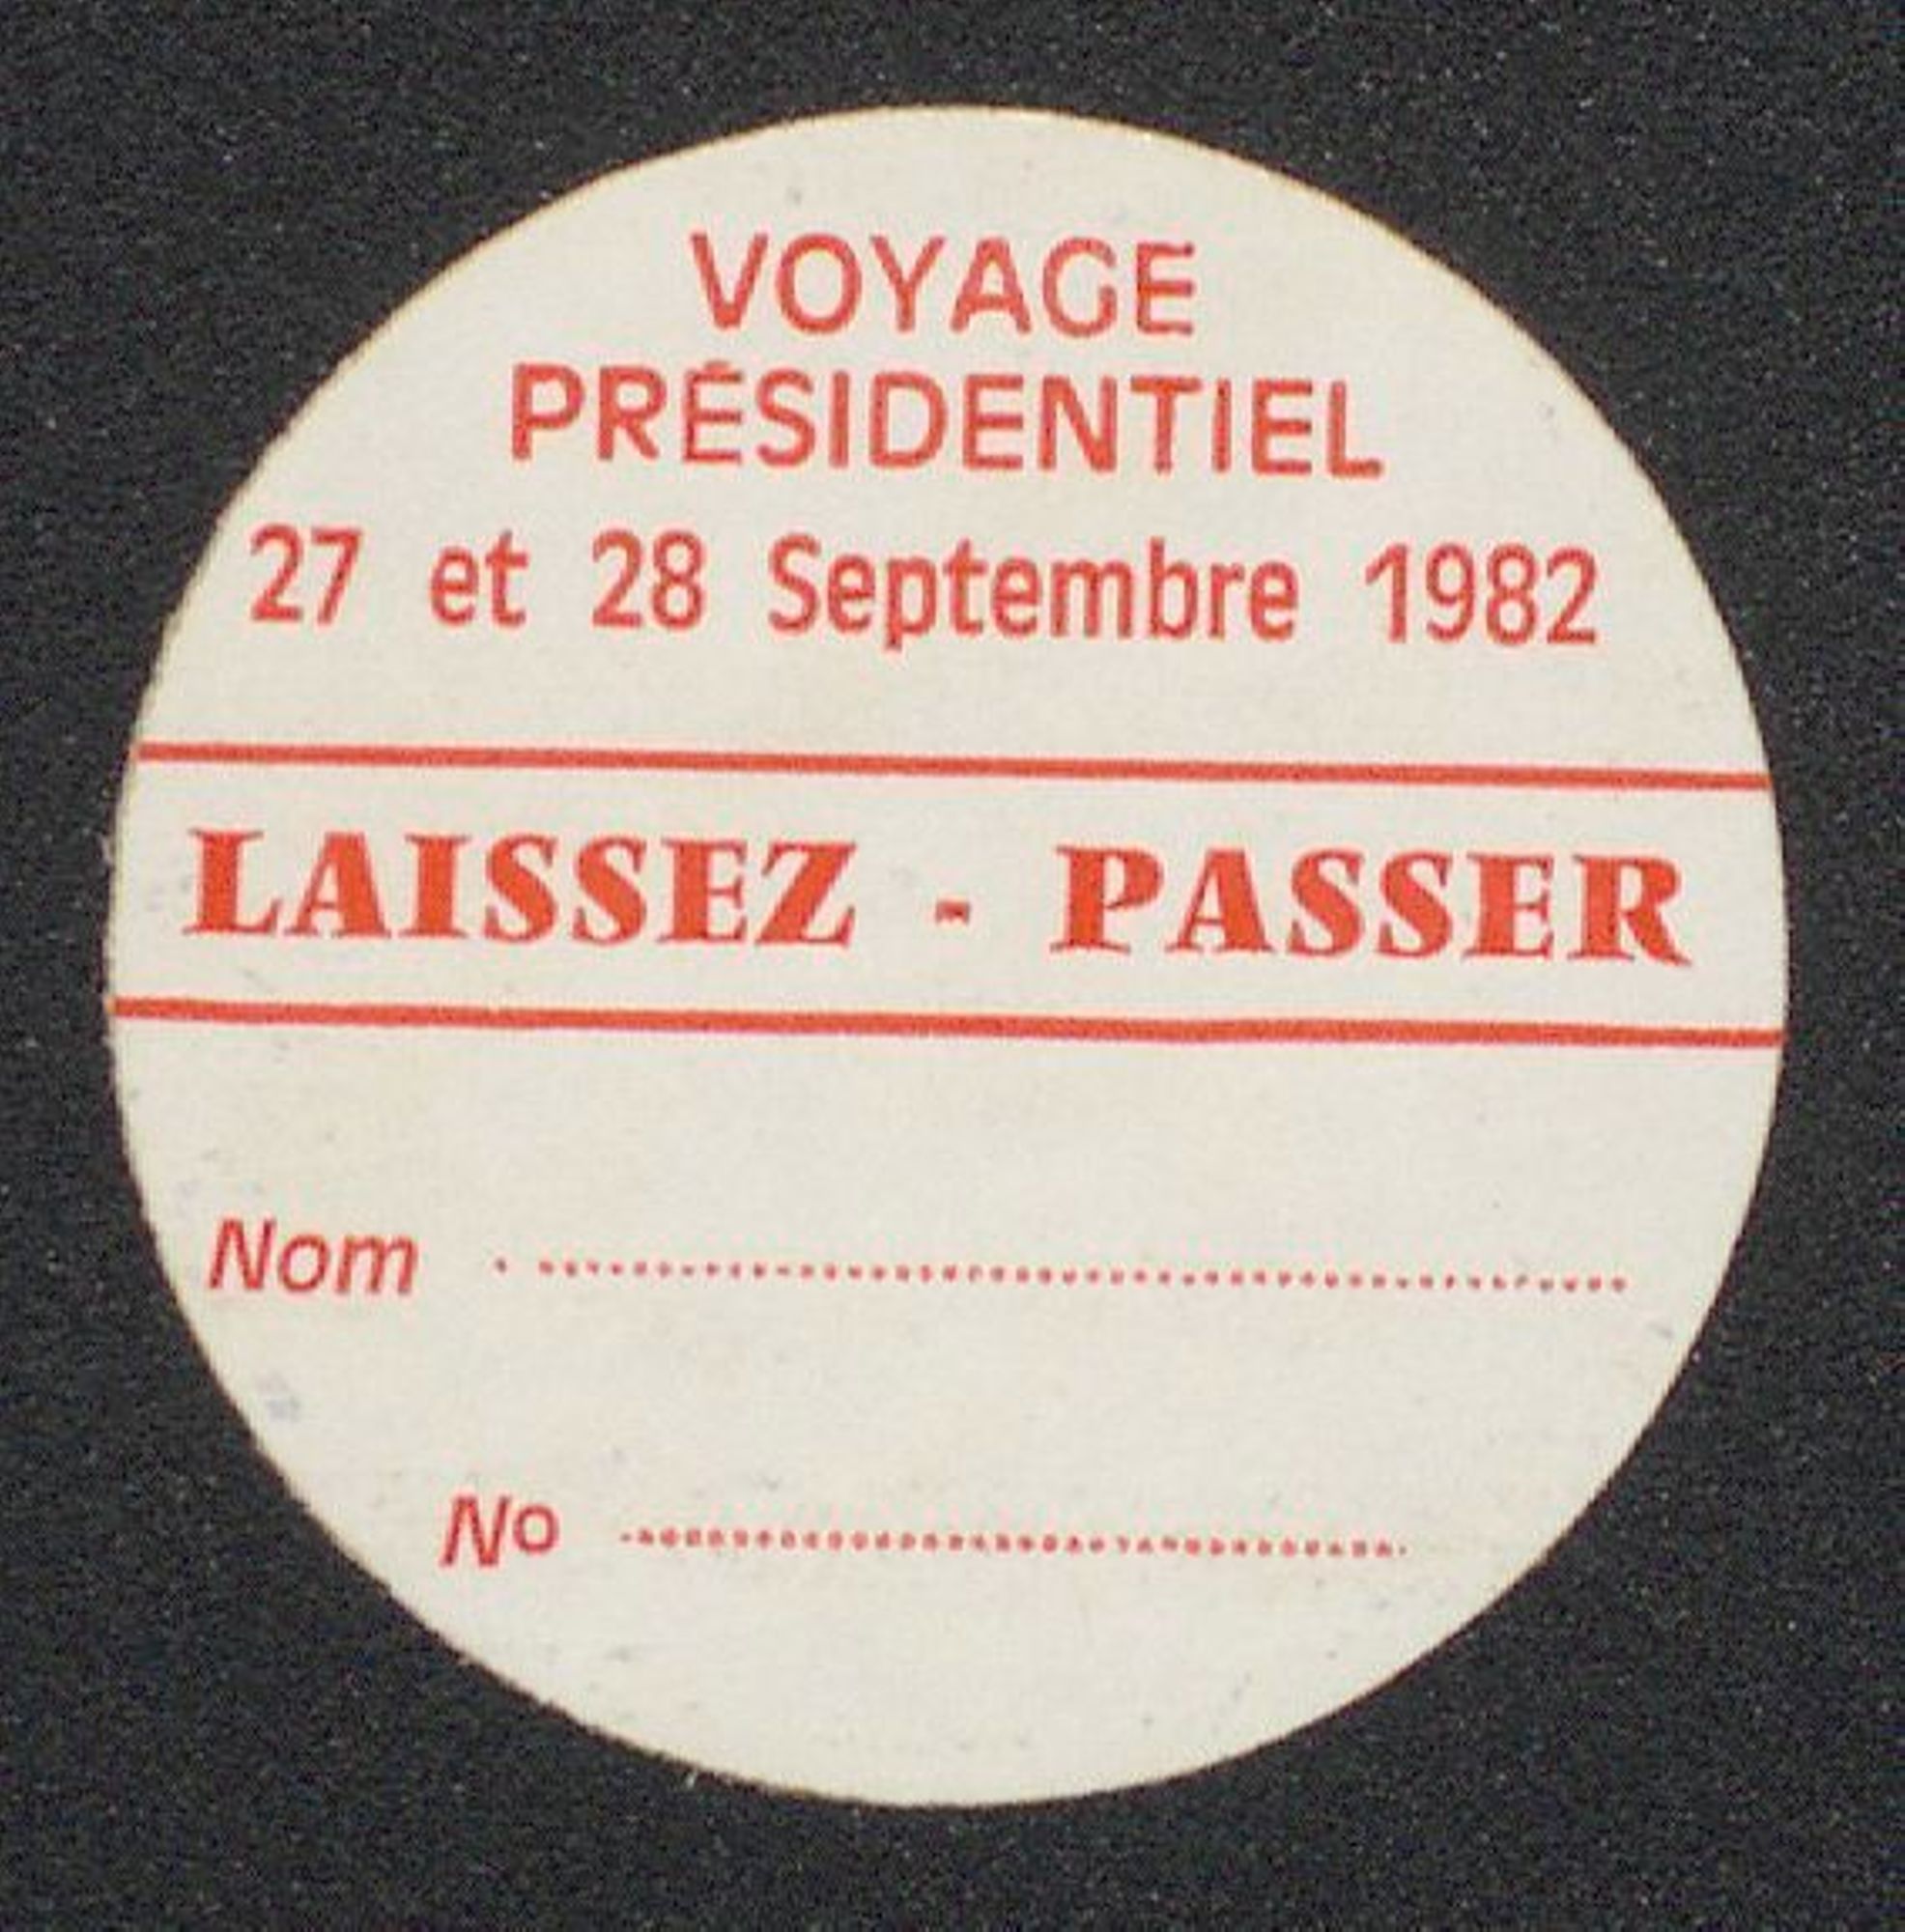 VOYAGE
PRÉSIDENTIEL
27 et 28 Septembre 1982
LAISSEZ - PASSER
Nom . ........................................................
No ........................................